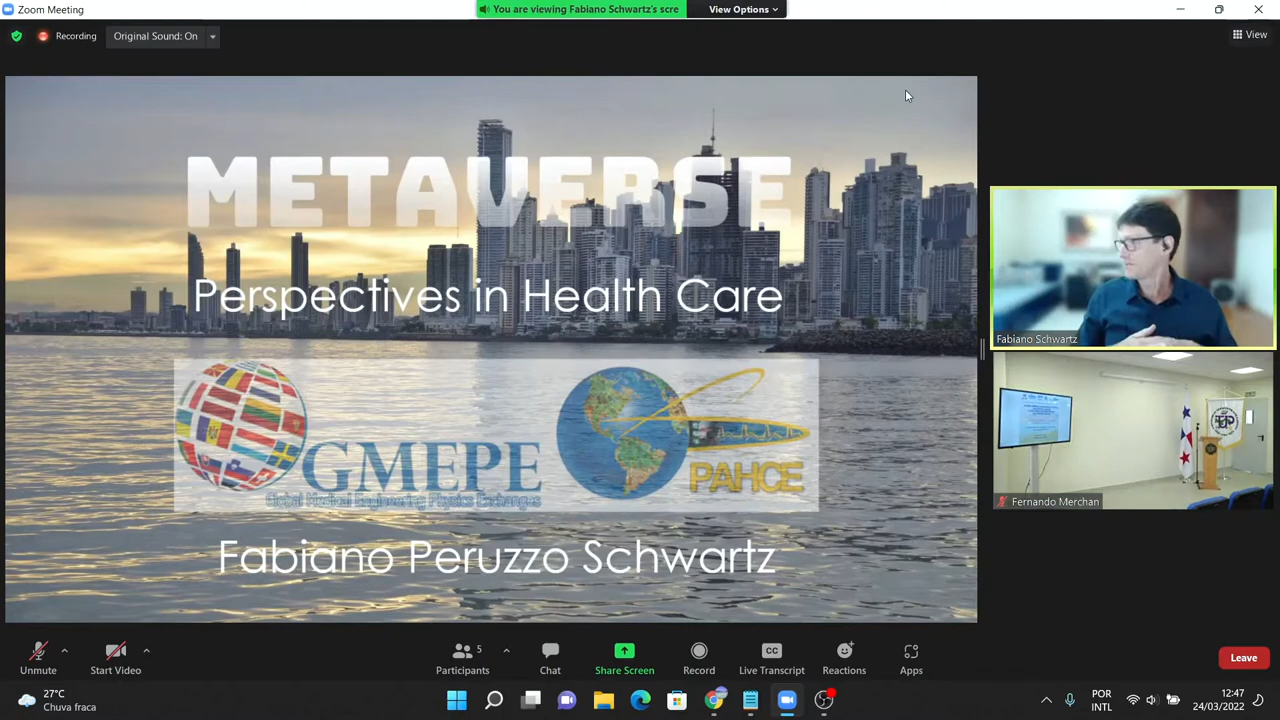 Zoom Meeting
You are viewing Fabiano Schwartz's scre
View Options
Recording
Original Sound: On
View
METAVERSE
Perspectives in Health Care
GMEPE
Global Medical Engineering Physics Exchanges
PAHCE
Fabiano Peruzzo Schwartz
Fabiano Schwartz
Fernando Merchan
Unmute
Start Video
Participants
5
Chat
Share Screen
Record
CC
Live Transcript
Reactions
Apps
Leave
27°C
Chuva fraca
POR
INTL
12:47
24/03/2022